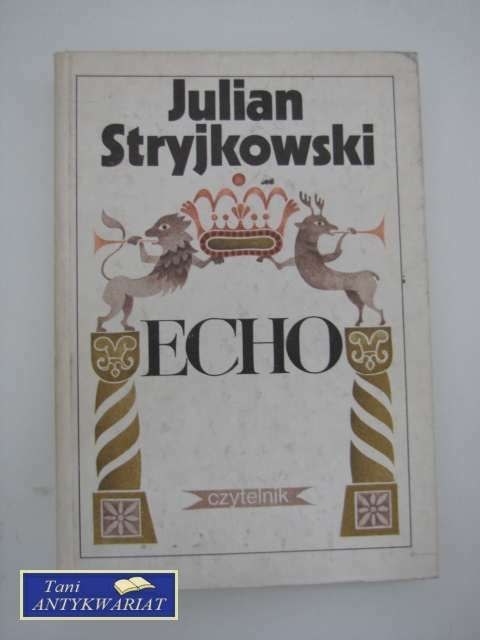 Julian
Stryjkowski
ECHO
czytelnik
Tani
ANTYKWARIAT